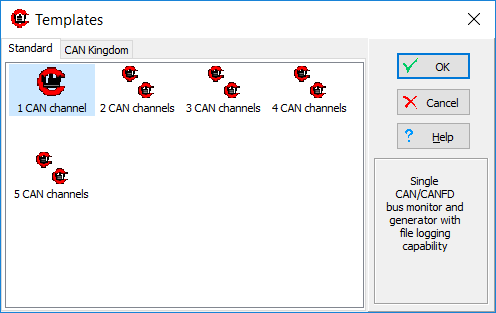 Templates
Standard CAN Kingdom
1 CAN channel 2 CAN channels 3 CAN channels 4 CAN channels
5 CAN channels
OK
Cancel
Help
Single
CAN/CANFD
bus monitor and
generator with
file logging
capability